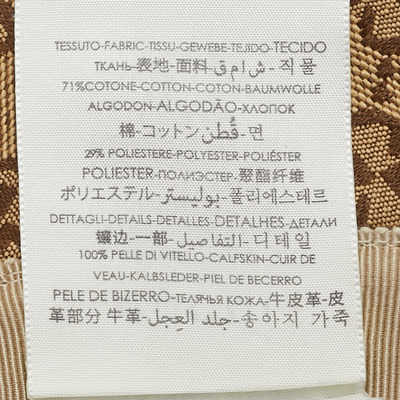 TESSUTO-FABRIC-TISSU-GEWEBE-TEJIDO-TECIDO
ТКАНЬ-表地-面料-قماش-직물
71%COTONE-COTTON-COTON-BAUMWOLLE
ALGODON-ALGODÃO-ХЛОПОК
棉-コットン-قُطن-면
29% POLIESTERE-POLYESTER-POLIÉSTER
POLIESTER-ПОЛИЭСТЕР-聚酯纤维
ポリエステル-بوليستر-폴리에스테르
DETTAGLI-DETAILS-DETALLES-DETALHES-ДЕТАЛИ
镶边-一部-التفاصيل-디테일
100% PELLE DI VITELLO-CALFSKIN-CUIR DE
VEAU-KALBSLEDER-PIEL DE BECERRO
PELE DE BIZERRO-ТЕЛЯЧЬЯ КОЖА-牛皮革-皮
革部分 牛革-جلد العِجل-송아지 가죽